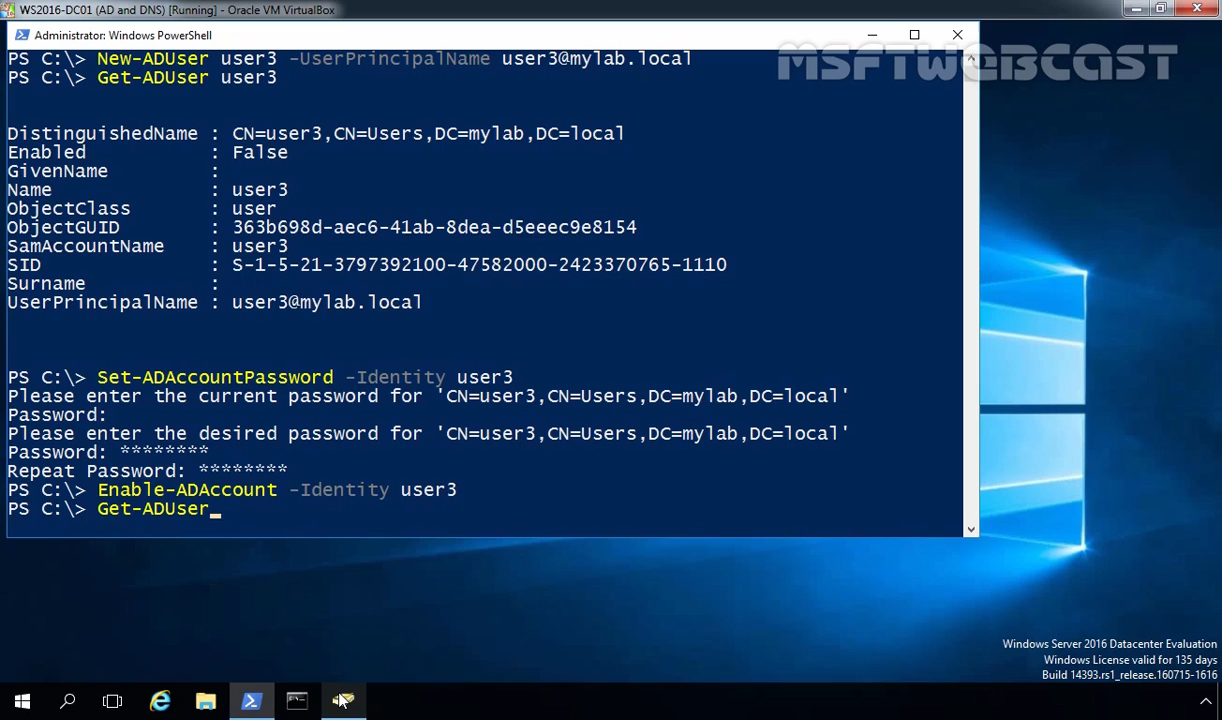 WS2016-DC01 (AD and DNS) [Running] - Oracle VM VirtualBox
Administrator: Windows PowerShell
MSFTWEBCAST
PS C:\> New-ADUser user3 -UserPrincipalName user3@mylab.local
PS C:\> Get-ADUser user3
DistinguishedName : CN=user3,CN=Users,DC=mylab,DC=local
Enabled : False
GivenName :
Name : user3
ObjectClass : user
ObjectGUID : 363b698d-aec6-41ab-8dea-d5eeec9e8154
SamAccountName : user3
SID : S-1-5-21-3797392100-47582000-2423370765-1110
Surname :
UserPrincipalName : user3@mylab.local
PS C:\> Set-ADAccountPassword -Identity user3
Please enter the current password for 'CN=user3,CN=Users,DC=mylab,DC=local'
Password:
Please enter the desired password for 'CN=user3,CN=Users,DC=mylab,DC=local'
Password: ********
Repeat Password: ********
PS C:\> Enable-ADAccount -Identity user3
PS C:\> Get-ADUser_
Windows Server 2016 Datacenter Evaluation
Windows License valid for 135 days
Build 14393.rs1_release.160715-1616